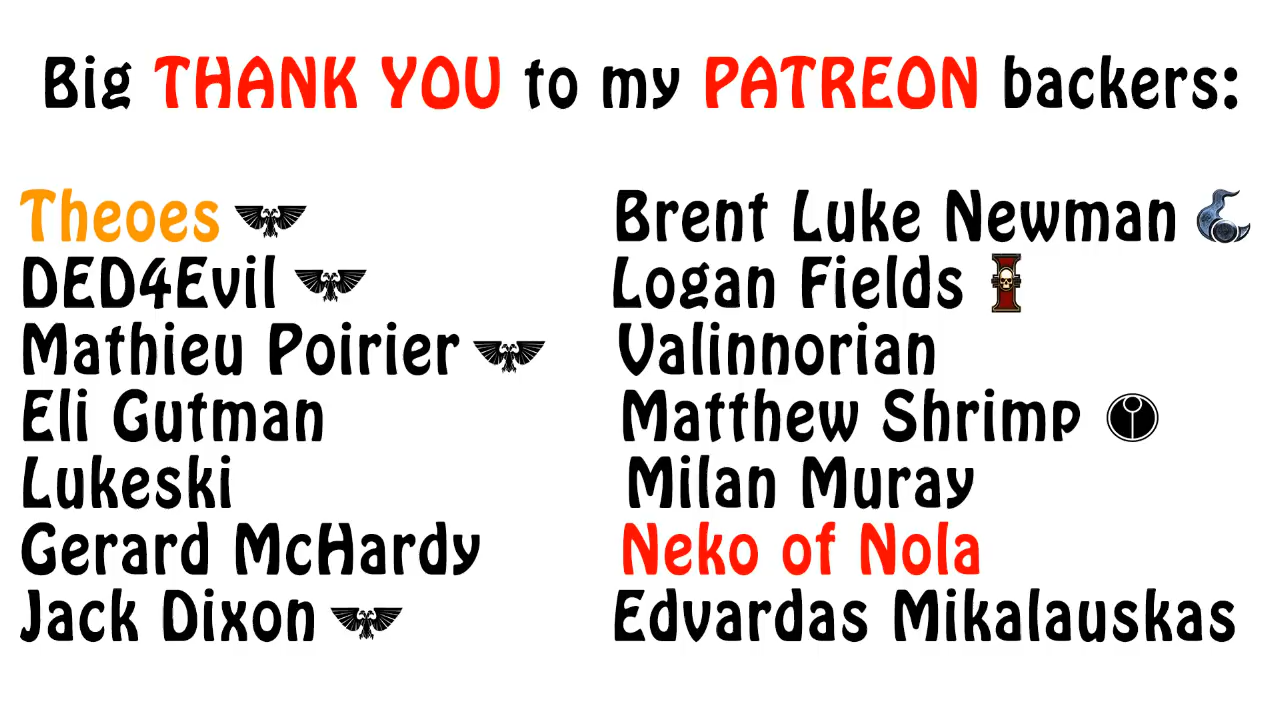 Big THANK YOU to my PATREON backers:
Theoes
DED4Evil
Mathieu Poirier
Eli Gutman
Lukeski
Gerard McHardy
Jack Dixon
Brent Luke Newman
Logan Fields
Valinnorian
Matthew Shrimp
Milan Muray
Neko of Nola
Edvardas Mikalauskas